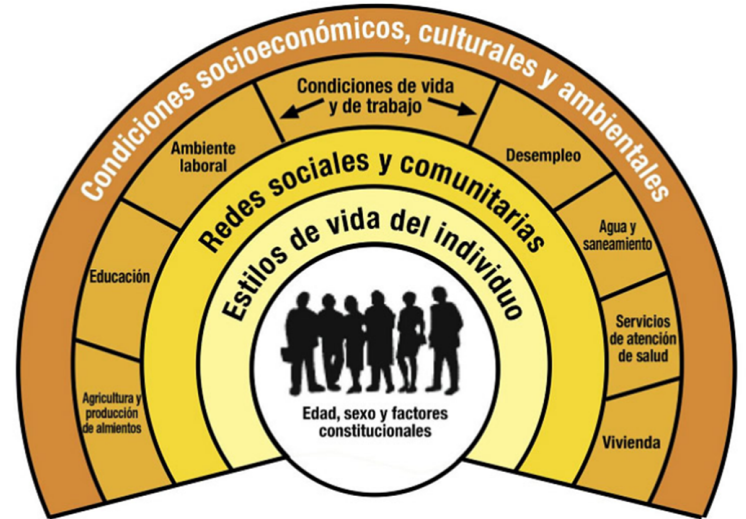 Condiciones socioeconómicos, culturales y ambientales
Condiciones de vida
y de trabajo
Ambiente
laboral
Desempleo
Educación
Agua y
saneamiento
Agricultura y
producción
de almientos
Servicios
de atención
de salud
Vivienda
Redes sociales y comunitarias
Estilos de vida del individuo
Edad, sexo y factores
constitucionales